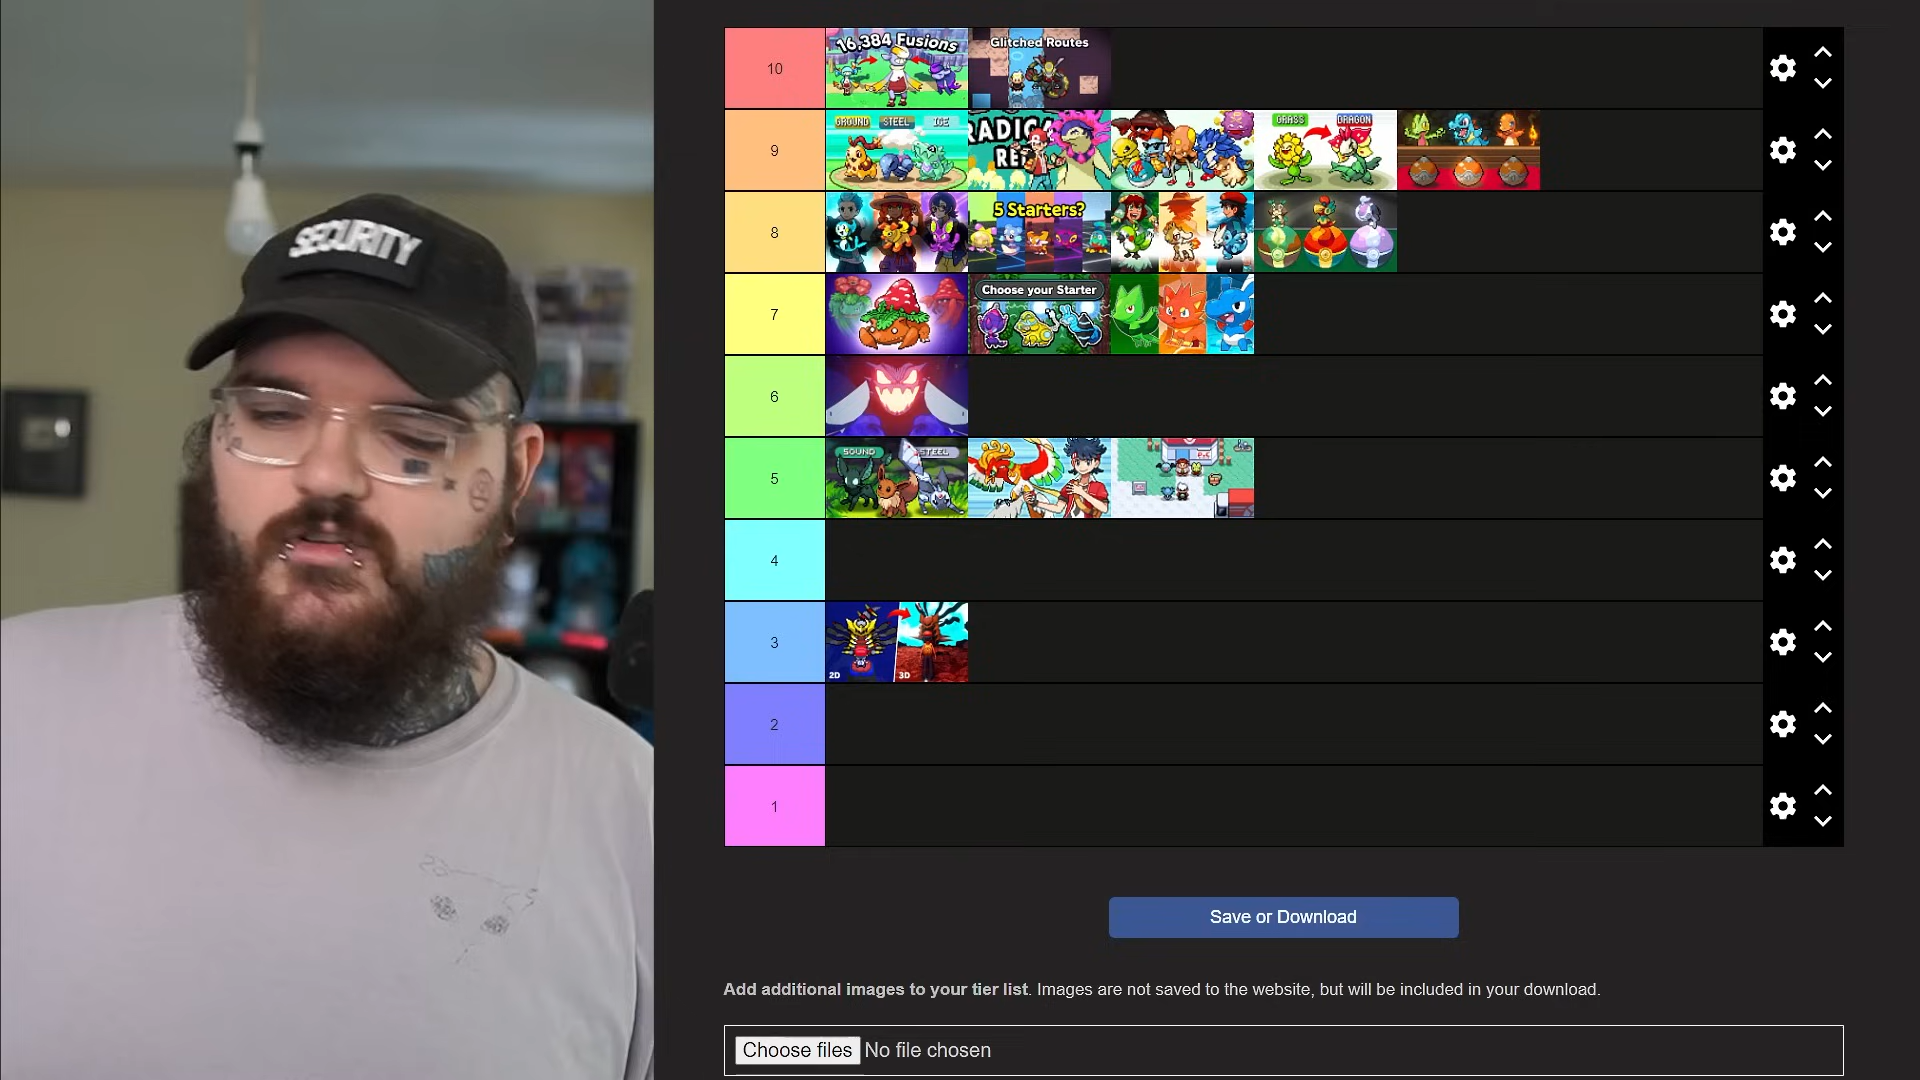 SECURITY
10
16,384 Fusions
Glitched Routes
9
GROUND STEEL ICE
RADICA
RE
GRASS DRAGON
8
5 Starters?
7
Choose your Starter
6
5
SOUND STEEL
4
3
2D 3D
2
1
Save or Download
Add additional images to your tier list. Images are not saved to the website, but will be included in your download.
Choose files No file chosen